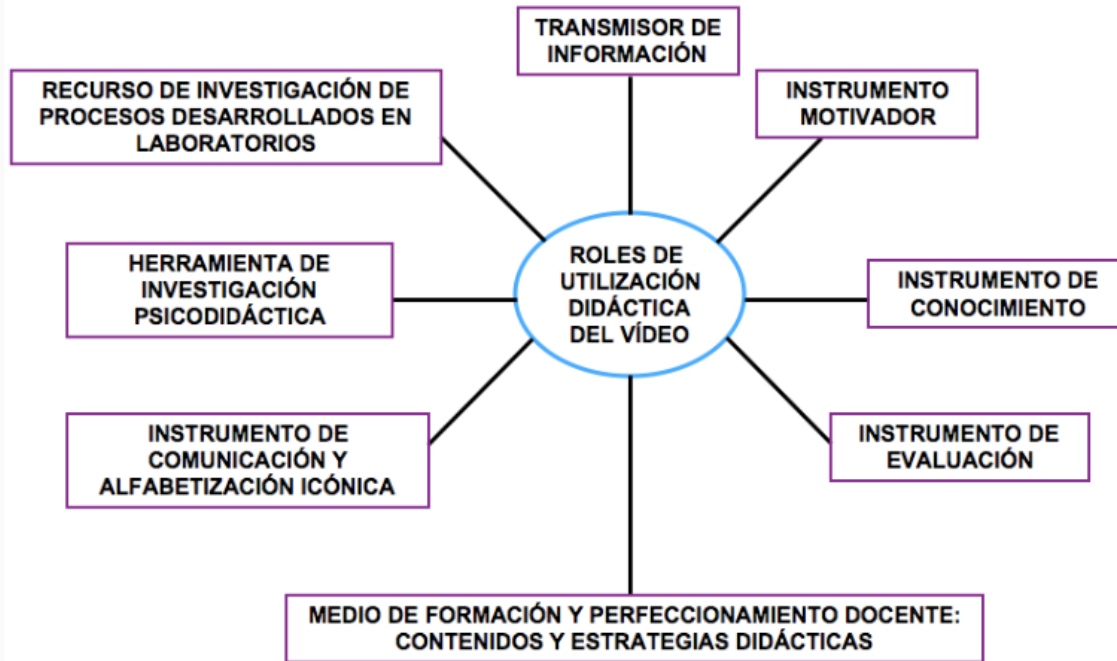 TRANSMISOR DE
INFORMACIÓN
RECURSO DE INVESTIGACIÓN DE
PROCESOS DESARROLLADOS EN
LABORATORIOS
INSTRUMENTO
MOTIVADOR
ROLES DE
UTILIZACIÓN
DIDÁCTICA
DEL VÍDEO
HERRAMIENTA DE
INVESTIGACIÓN
PSICODIDÁCTICA
INSTRUMENTO DE
CONOCIMIENTO
INSTRUMENTO DE
COMUNICACIÓN Y
ALFABETIZACIÓN ICÓNICA
INSTRUMENTO DE
EVALUACIÓN
MEDIO DE FORMACIÓN Y PERFECCIONAMIENTO DOCENTE:
CONTENIDOS Y ESTRATEGIAS DIDÁCTICAS